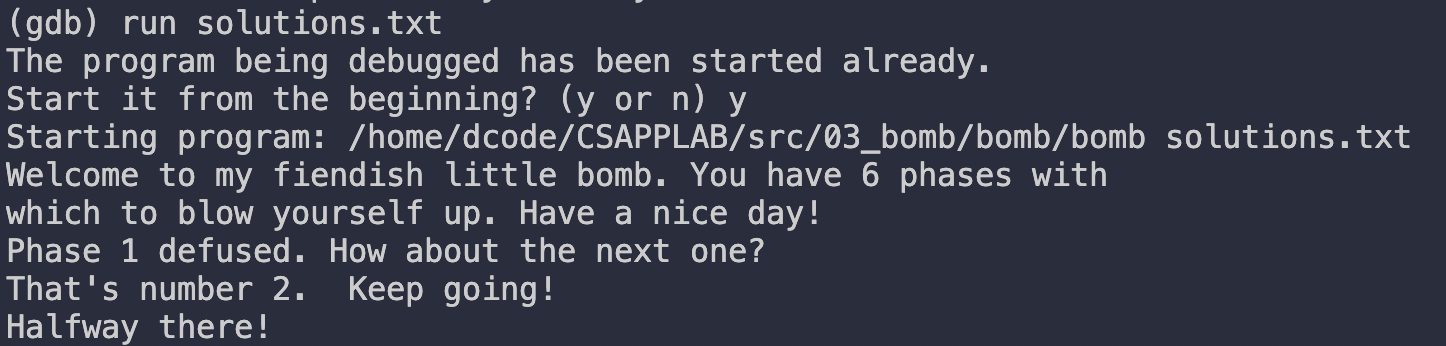 (gdb) run solutions.txt
The program being debugged has been started already.
Start it from the beginning? (y or n) y
Starting program: /home/dcode/CSAPPLAB/src/03_bomb/bomb/bomb solutions.txt
Welcome to my fiendish little bomb. You have 6 phases with
which to blow yourself up. Have a nice day!
Phase 1 defused. How about the next one?
That's number 2.  Keep going!
Halfway there!